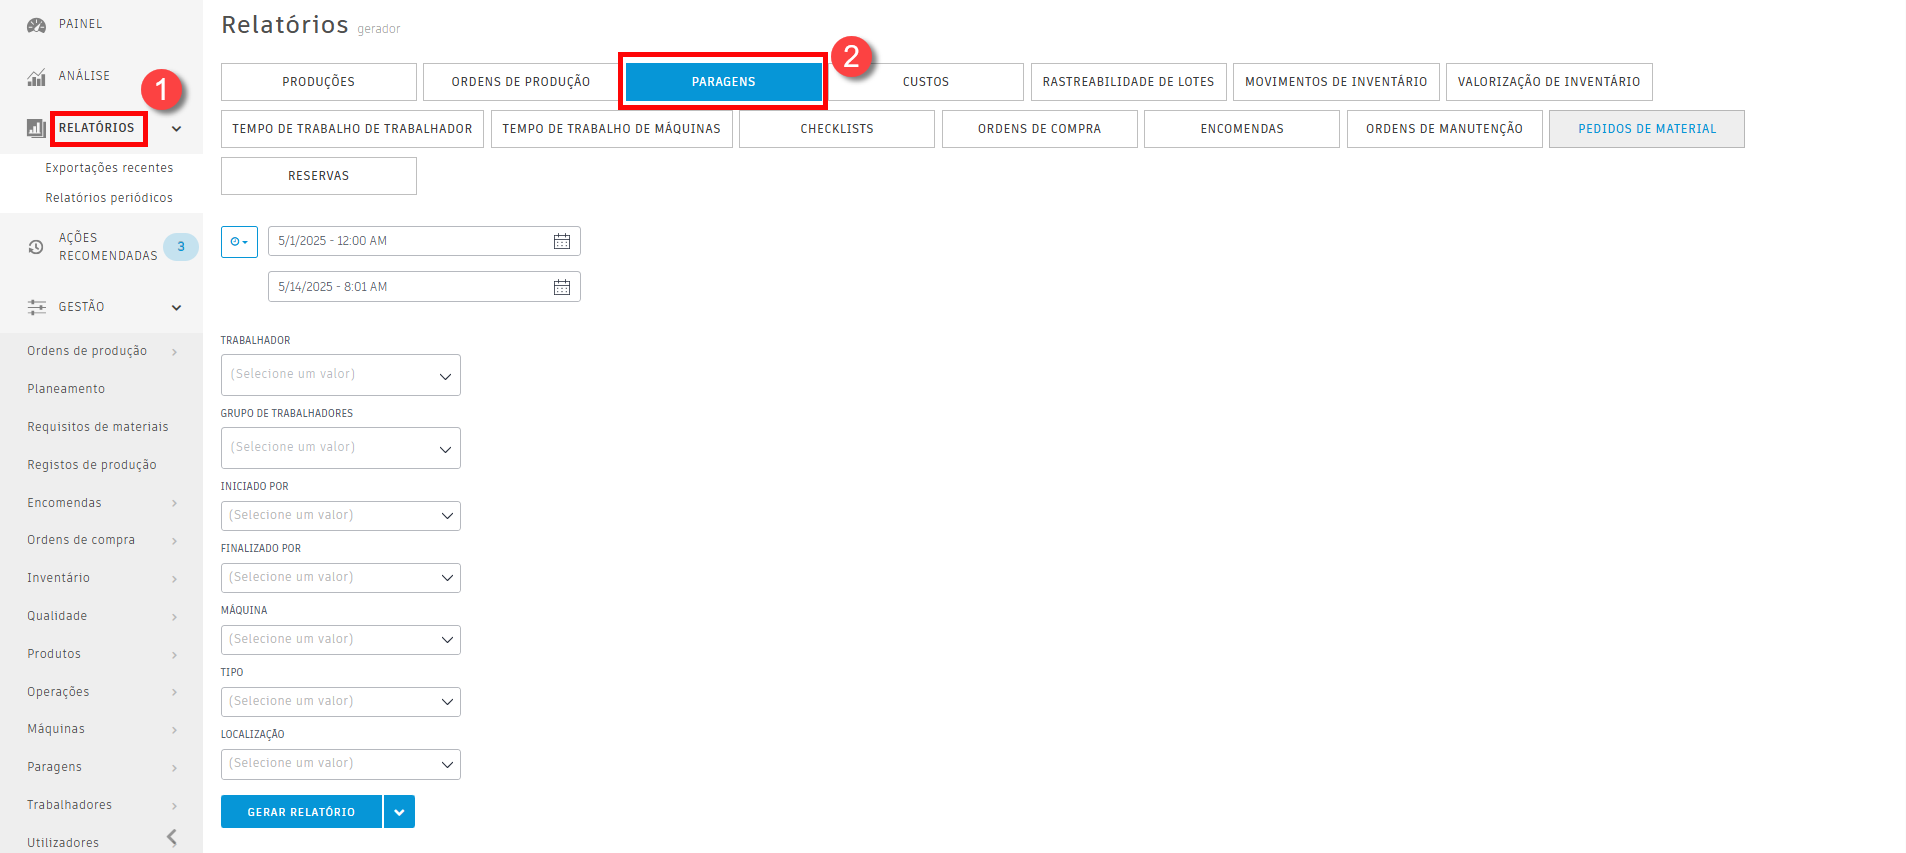 PAINEL
ANÁLISE
1
RELATÓRIOS
Exportações recentes
Relatórios periódicos
AÇÕES
RECOMENDADAS 3
GESTÃO
Ordens de produção
Planeamento
Requisitos de materiais
Registos de produção
Encomendas
Ordens de compra
Inventário
Qualidade
Produtos
Operações
Máquinas
Paragens
Trabalhadores
Utilizadores
Relatórios gerador
2
PRODUÇÕES ORDENS DE PRODUÇÃO PARAGENS CUSTOS RASTREABILIDADE DE LOTES MOVIMENTOS DE INVENTÁRIO VALORIZAÇÃO DE INVENTÁRIO
TEMPO DE TRABALHO DE TRABALHADOR TEMPO DE TRABALHO DE MÁQUINAS CHECKLISTS ORDENS DE COMPRA ENCOMENDAS ORDENS DE MANUTENÇÃO PEDIDOS DE MATERIAL
RESERVAS
5/1/2025 - 12:00 AM
5/14/2025 - 8:01 AM
TRABALHADOR
(Selecione um valor)
GRUPO DE TRABALHADORES
(Selecione um valor)
INICIADO POR
(Selecione um valor)
FINALIZADO POR
(Selecione um valor)
MÁQUINA
(Selecione um valor)
TIPO
(Selecione um valor)
LOCALIZAÇÃO
(Selecione um valor)
GERAR RELATÓRIO